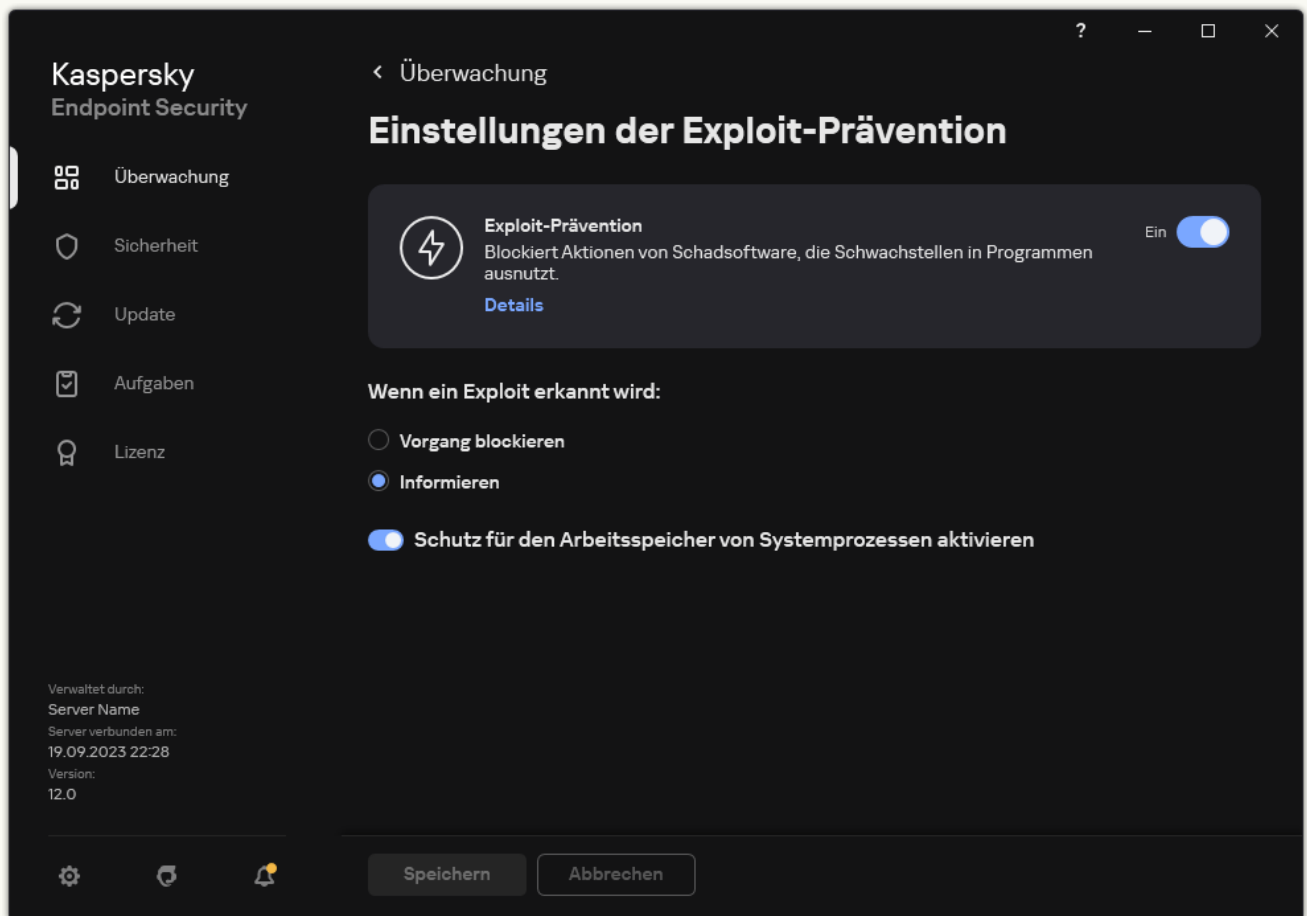 ?
Kaspersky
Endpoint Security
Überwachung
Sicherheit
Update
Aufgaben
Lizenz
Verwaltet durch:
Server Name
Server verbunden am:
19.09.2023 22:28
Version:
12.0
Überwachung
Einstellungen der Exploit-Prävention
Exploit-Prävention
Blockiert Aktionen von Schadsoftware, die Schwachstellen in Programmen
ausnutzt.
Details
Ein
Wenn ein Exploit erkannt wird:
Vorgang blockieren
Informieren
Schutz für den Arbeitsspeicher von Systemprozessen aktivieren
Speichern
Abbrechen